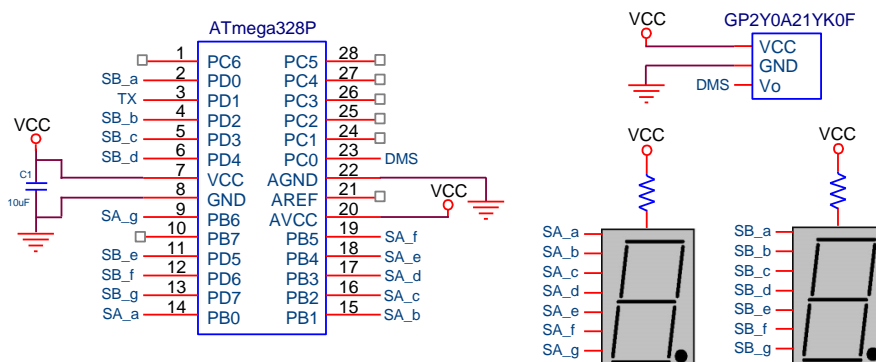 ATmega328P
1 PC6 PC5 28
SB_a 2 PD0 PC4 27
TX 3 PD1 PC3 26
SB_b 4 PD2 PC2 25
SB_c 5 PD3 PC1 24
SB_d 6 PD4 PC0 23 DMS
VCC
7 VCC AGND 22
C1
10uF
8 GND AREF 21
VCC
SA_g 9 PB6 AVCC 20
10 PB7 PB5 19 SA_f
SB_e 11 PD5 PB4 18 SA_e
SB_f 12 PD6 PB3 17 SA_d
SB_g 13 PD7 PB2 16 SA_c
SA_a 14 PB0 PB1 15 SA_b
VCC
GP2Y0A21YK0F
VCC
GND
DMS Vo
VCC
SA_a
SA_b
SA_c
SA_d
SA_e
SA_f
SA_g
VCC
SB_a
SB_b
SB_c
SB_d
SB_e
SB_f
SB_g